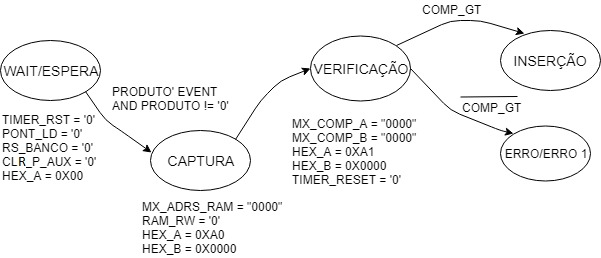 COMP_GT
WAIT/ESPERA
VERIFICAÇÃO
INSERÇÃO
PRODUTO' EVENT
AND PRODUTO != '0'
COMP_GT
TIMER_RST = '0'
PONT_LD = '0'
RS_BANCO = '0'
CLR_P_AUX = '0'
HEX_A = 0X00
MX_COMP_A = "0000"
MX_COMP_B = "0000"
HEX_A = 0XA1
HEX_B = 0X0000
TIMER_RESET = '0'
CAPTURA
ERRO/ERRO 1
MX_ADRS_RAM = "0000"
RAM_RW = '0'
HEX_A = 0XA0
HEX_B = 0X0000